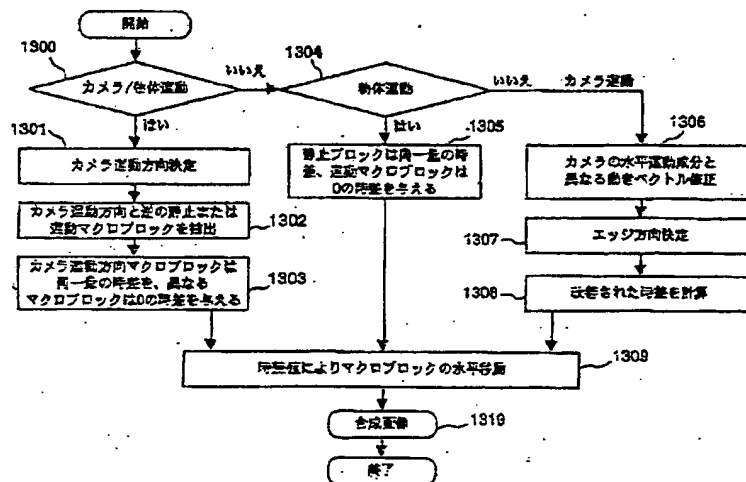 開始
1300
カメラ/物体運動
いいえ
はい
1304
物体運動
いいえ
カメラ運動
はい
1301
カメラ運動方向決定
1302
カメラ運動方向と逆の静止または
運動マクロブロックを抽出
1303
カメラ運動方向マクロブロックは
同一量の時差を、異なる
マクロブロックは0の時差を与える
1305
静止ブロックは同一量の時
差、運動マクロブロックは
0の時差を与える
1306
カメラの水平運動成分と
異なる動きベクトル修正
1307
エッジ方向決定
1308
改善された時差を計算
1309
時差値によりマクロブロックの水平移動
1310
合成画像
終了